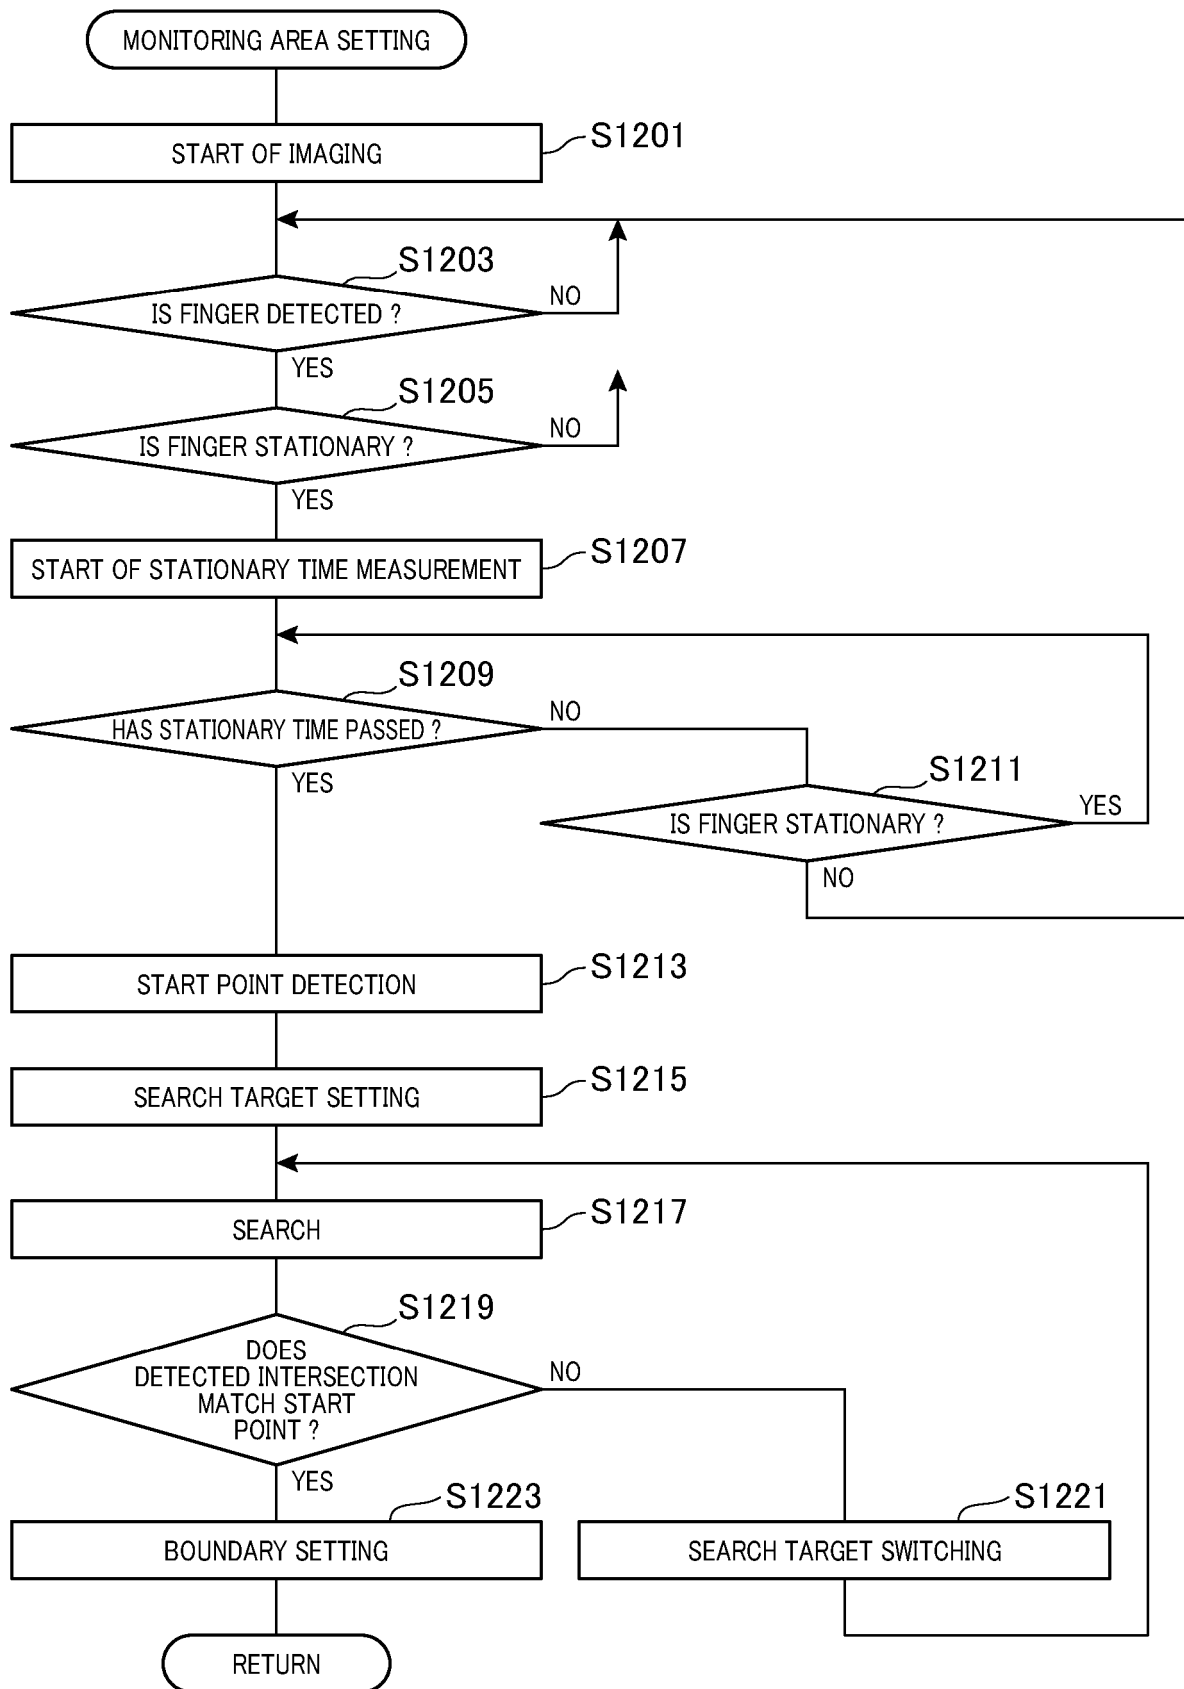 MONITORING AREA SETTING
START OF IMAGING
S1201
S1203
IS FINGER DETECTED ?
NO
YES
S1205
IS FINGER STATIONARY ?
NO
YES
START OF STATIONARY TIME MEASUREMENT
S1207
S1209
HAS STATIONARY TIME PASSED ?
NO
YES
S1211
IS FINGER STATIONARY ?
YES
NO
START POINT DETECTION
S1213
SEARCH TARGET SETTING
S1215
SEARCH
S1217
S1219
DOES
DETECTED INTERSECTION
MATCH START
POINT ?
NO
YES
S1223
BOUNDARY SETTING
S1221
SEARCH TARGET SWITCHING
RETURN